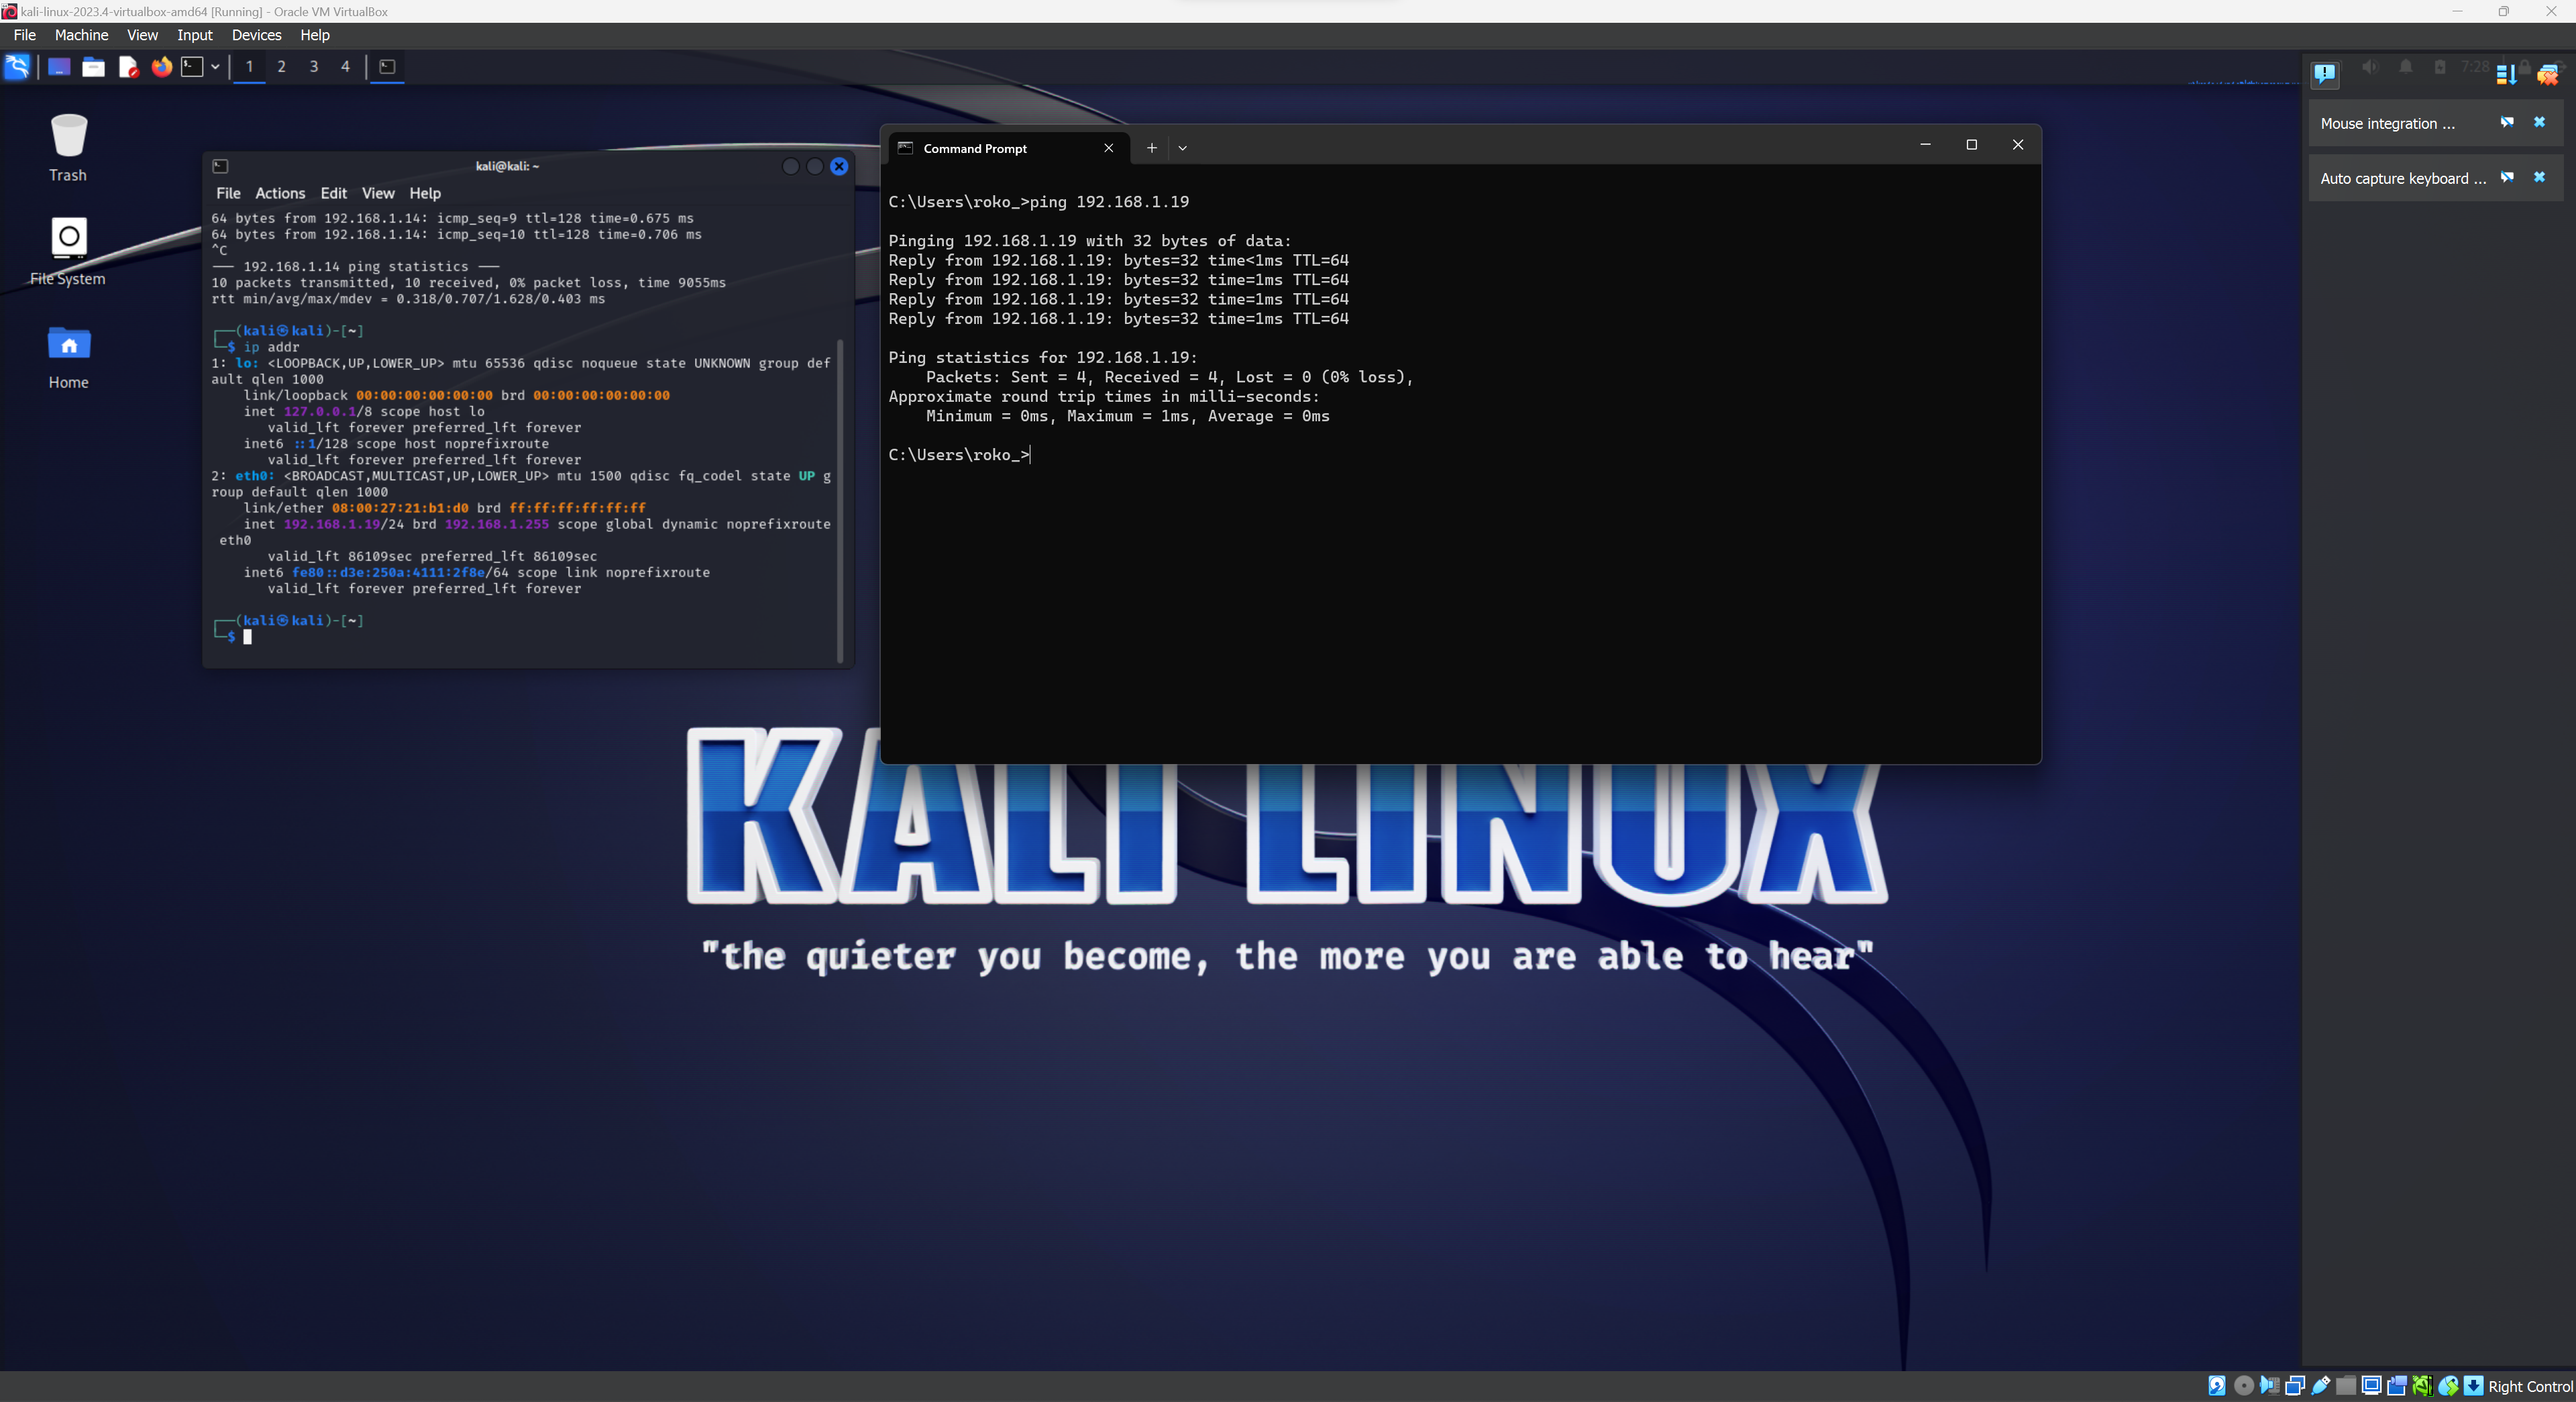 kali-linux-2023.4-virtualbox-amd64 [Running] - Oracle VM VirtualBox
File Machine View Input Devices Help
1 2 3 4
7:28
Mouse integration ...
Auto capture keyboard ...
Trash
File System
Home
kali@kali: ~
File Actions Edit View Help
64 bytes from 192.168.1.14: icmp_seq=9 ttl=128 time=0.675 ms
64 bytes from 192.168.1.14: icmp_seq=10 ttl=128 time=0.706 ms
^C
--- 192.168.1.14 ping statistics ---
10 packets transmitted, 10 received, 0% packet loss, time 9055ms
rtt min/avg/max/mdev = 0.318/0.707/1.628/0.403 ms
┌──(kali㉿kali)-[~]
└─$ ip addr
1: lo: <LOOPBACK,UP,LOWER_UP> mtu 65536 qdisc noqueue state UNKNOWN group def
ault qlen 1000
link/loopback 00:00:00:00:00:00 brd 00:00:00:00:00:00
inet 127.0.0.1/8 scope host lo
valid_lft forever preferred_lft forever
inet6 ::1/128 scope host noprefixroute
valid_lft forever preferred_lft forever
2: eth0: <BROADCAST,MULTICAST,UP,LOWER_UP> mtu 1500 qdisc fq_codel state UP g
roup default qlen 1000
link/ether 08:00:27:21:b1:d0 brd ff:ff:ff:ff:ff:ff
inet 192.168.1.19/24 brd 192.168.1.255 scope global dynamic noprefixroute
eth0
valid_lft 86109sec preferred_lft 86109sec
inet6 fe80::d3e:250a:4111:2f8e/64 scope link noprefixroute
valid_lft forever preferred_lft forever
┌──(kali㉿kali)-[~]
└─$
Command Prompt
C:\Users\roko_>ping 192.168.1.19
Pinging 192.168.1.19 with 32 bytes of data:
Reply from 192.168.1.19: bytes=32 time<1ms TTL=64
Reply from 192.168.1.19: bytes=32 time=1ms TTL=64
Reply from 192.168.1.19: bytes=32 time=1ms TTL=64
Reply from 192.168.1.19: bytes=32 time=1ms TTL=64
Ping statistics for 192.168.1.19:
Packets: Sent = 4, Received = 4, Lost = 0 (0% loss),
Approximate round trip times in milli-seconds:
Minimum = 0ms, Maximum = 1ms, Average = 0ms
C:\Users\roko_>
KALI LINUX
"the quieter you become, the more you are able to hear"
Right Control